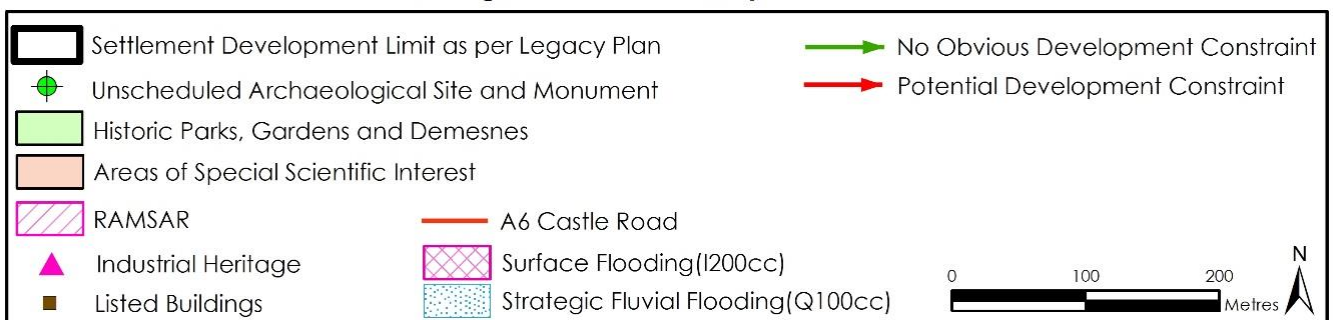 Settlement Development Limit as per Legacy Plan
Unscheduled Archaeological Site and Monument
Historic Parks, Gardens and Demesnes
Areas of Special Scientific Interest
RAMSAR
Industrial Heritage
Listed Buildings
A6 Castle Road
Surface Flooding(I200cc)
Strategic Fluvial Flooding(Q100cc)
No Obvious Development Constraint
Potential Development Constraint
0 100 200
Metres
N